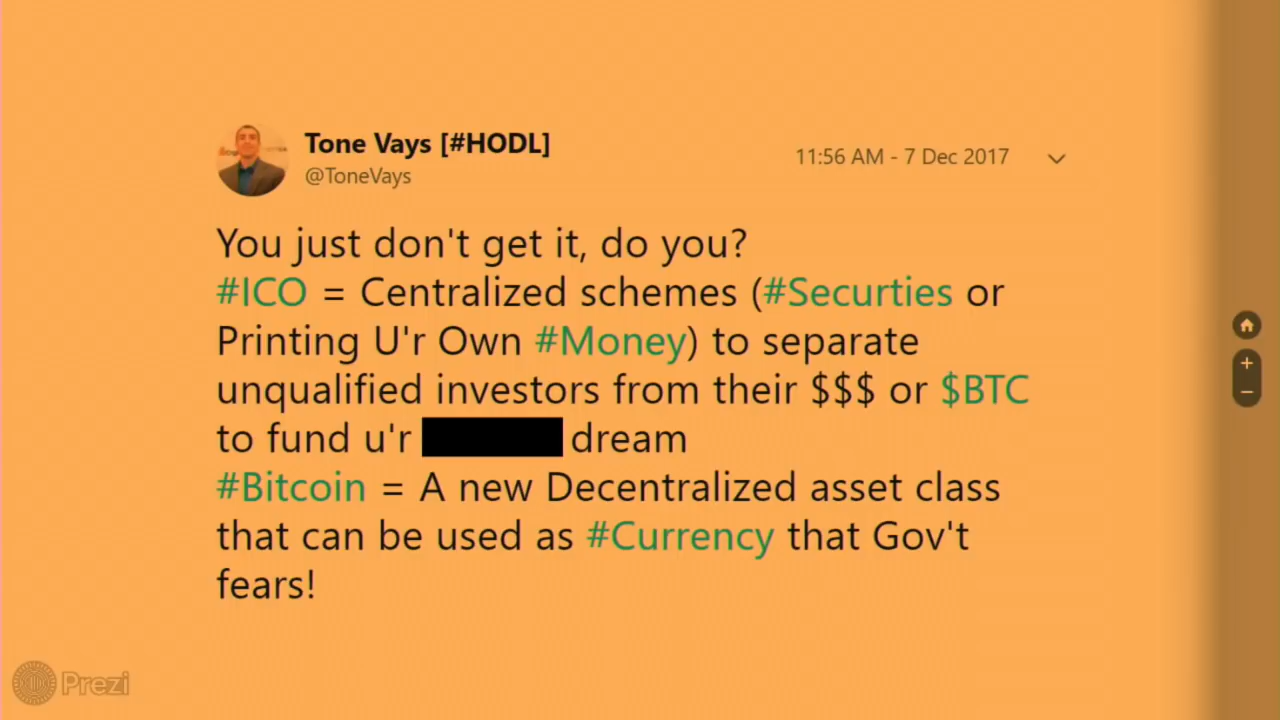 Tone Vays [#HODL]
@ToneVays
11:56 AM - 7 Dec 2017
You just don't get it, do you?
#ICO = Centralized schemes (#Securties or
Printing U'r Own #Money) to separate
unqualified investors from their $$$ or $BTC
to fund u'r dream
#Bitcoin = A new Decentralized asset class
that can be used as #Currency that Gov't
fears!
Prezi